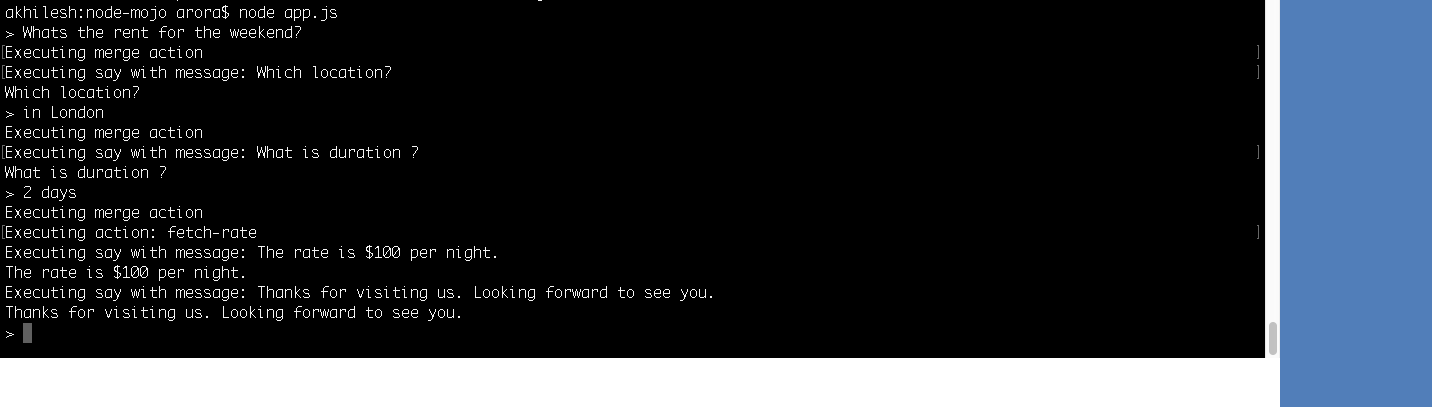 akhilesh:node-mojo arora$ node app.js
> Whats the rent for the weekend?
[Executing merge action ]
[Executing say with message: Which location? ]
Which location?
> in London
Executing merge action
[Executing say with message: What is duration ? ]
What is duration ?
> 2 days
Executing merge action
[Executing action: fetch-rate ]
Executing say with message: The rate is $100 per night.
The rate is $100 per night.
Executing say with message: Thanks for visiting us. Looking forward to see you.
Thanks for visiting us. Looking forward to see you.
>